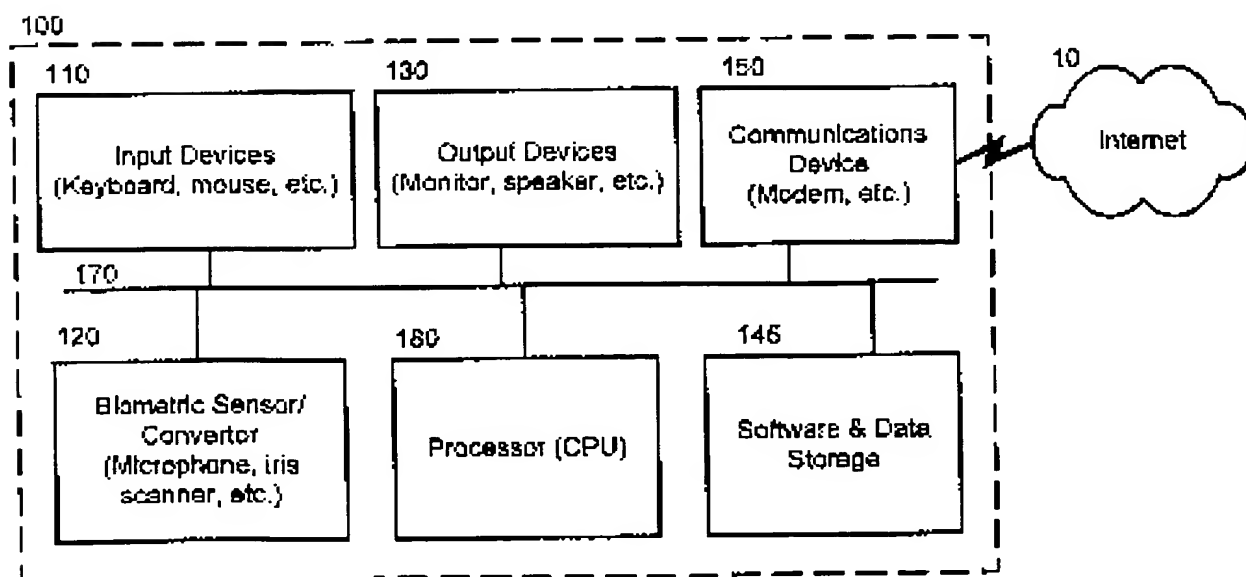 100
110
130
150
10
Input Devices
(Keyboard, mouse, etc.)
Output Devices
(Monitor, speaker, etc.)
Communications
Device
(Modem, etc.)
Internet
170
120
160
145
Biometric Sensor/
Convertor
(Microphone, iris
scanner, etc.)
Processor (CPU)
Software & Data
Storage